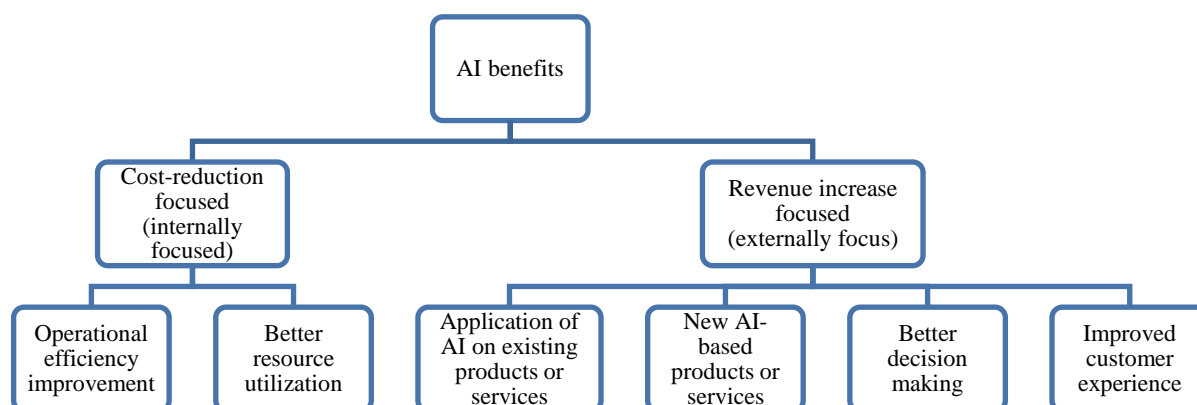 AI benefits
Cost-reduction
focused
(internally
focused)
Revenue increase
focused
(externally focus)
Operational
efficiency
improvement
Better
resource
utilization
Application of
AI on existing
products or
services
New AI-
based
products or
services
Better
decision
making
Improved
customer
experience